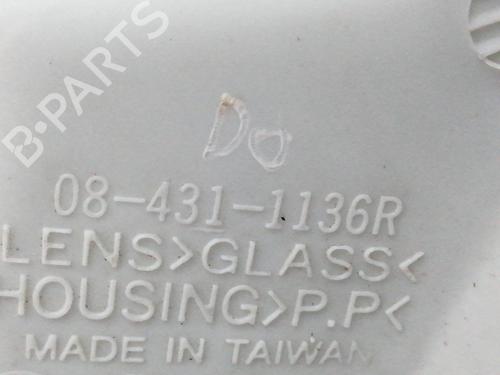 B-PARTS
Do
08-431-1136R
LENS>GLASS<
HOUSING>P.P<
MADE IN TAIWAN